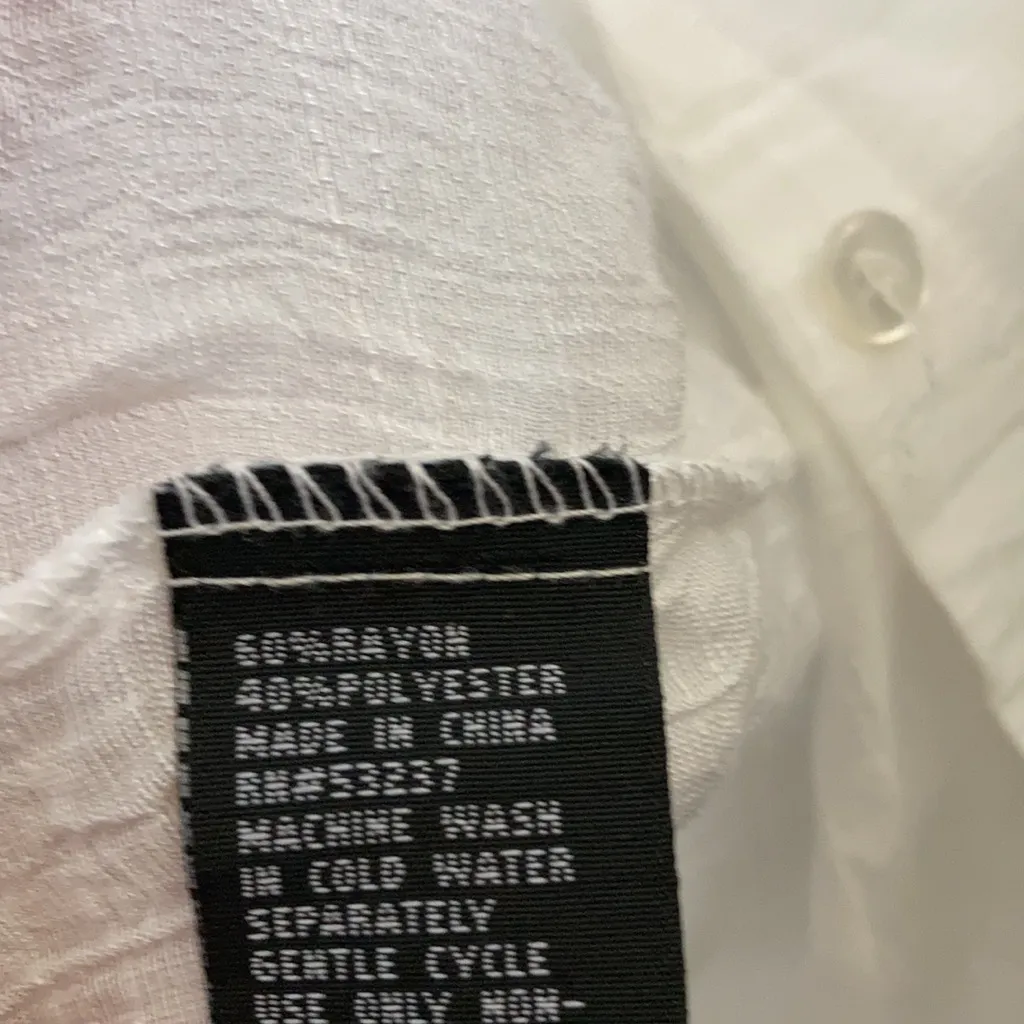 60%RAYON
40%POLYESTER
MADE IN CHINA
RN#53237
MACHINE WASH
IN COLD WATER
SEPARATELY
GENTLE CYCLE
USE ONLY NON-